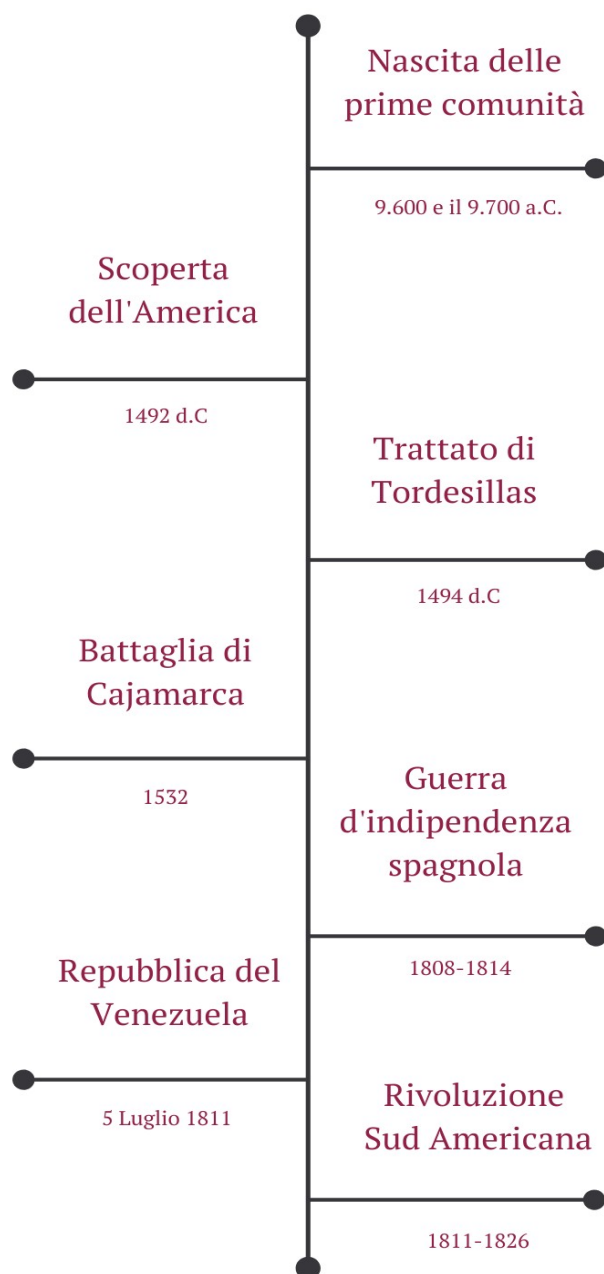 Nascita delle
prime comunità
9.600 e il 9.700 a.C.
Scoperta
dell'America
1492 d.C
Trattato di
Tordesillas
1494 d.C
Battaglia di
Cajamarca
1532
Guerra
d'indipendenza
spagnola
1808-1814
Repubblica del
Venezuela
5 Luglio 1811
Rivoluzione
Sud Americana
1811-1826